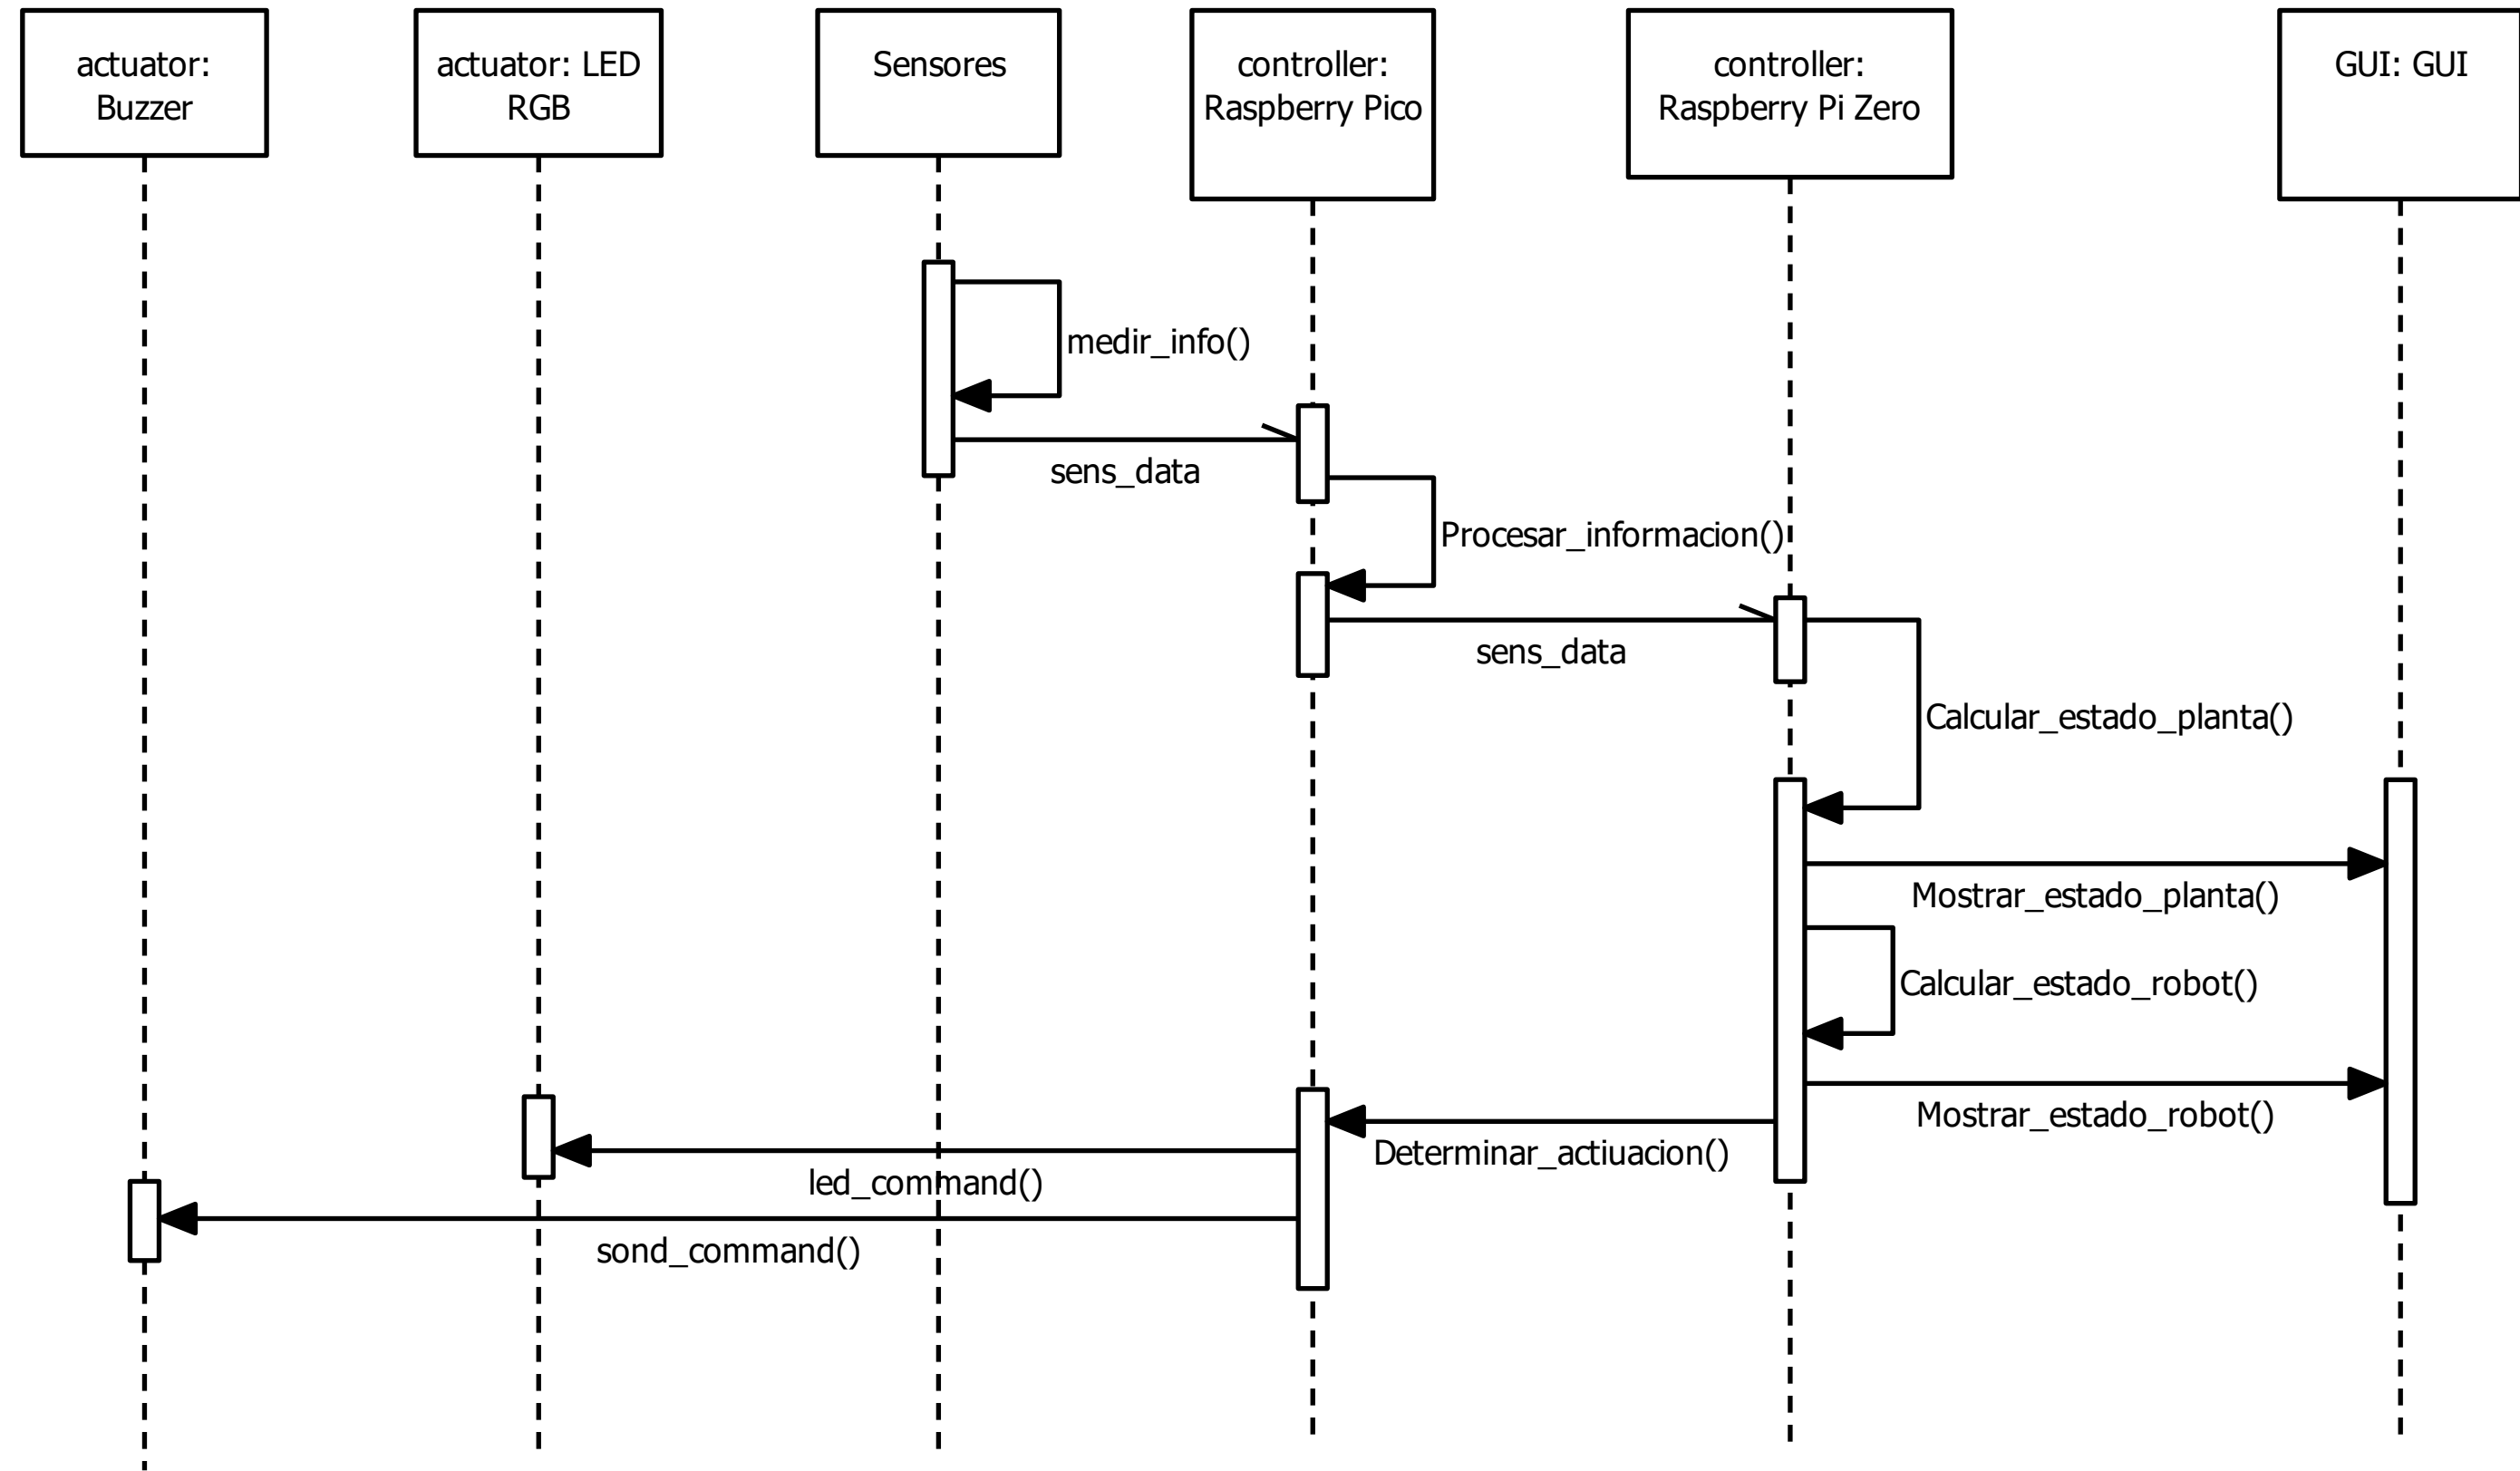 actuator:
Buzzer
actuator: LED
RGB
Sensores
controller:
Raspberry Pico
controller:
Raspberry Pi Zero
GUI: GUI
medir_info()
sens_data
Procesar_informacion()
sens_data
Calcular_estado_planta()
Mostrar_estado_planta()
Calcular_estado_robot()
Mostrar_estado_robot()
Determinar_actiuacion()
led_command()
sond_command()